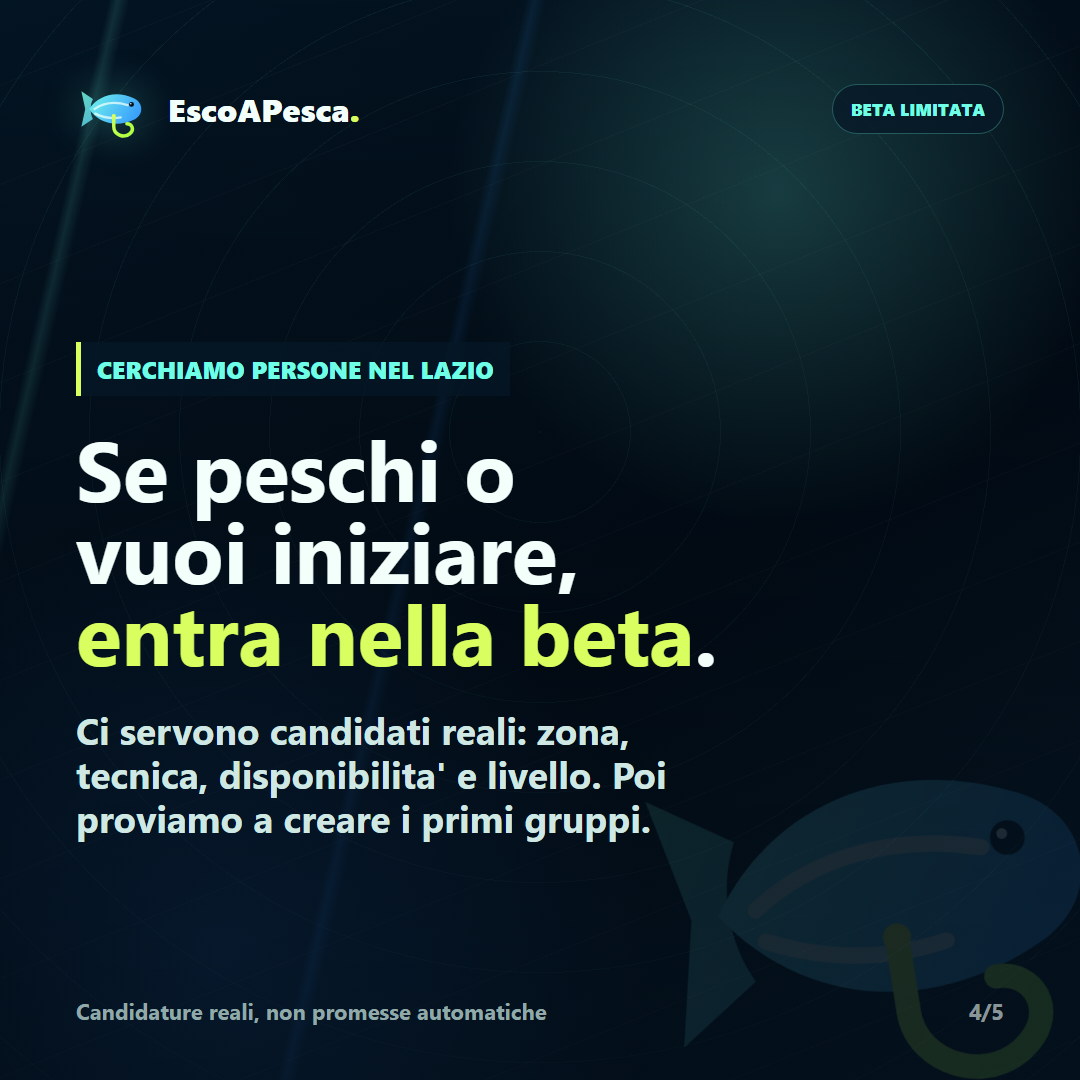 EscoAPesca.
BETA LIMITATA
CERCHIAMO PERSONE NEL LAZIO
Se peschi o
vuoi iniziare,
entra nella beta.
Ci servono candidati reali: zona,
tecnica, disponibilita' e livello. Poi
proviamo a creare i primi gruppi.
Candidature reali, non promesse automatiche
4/5